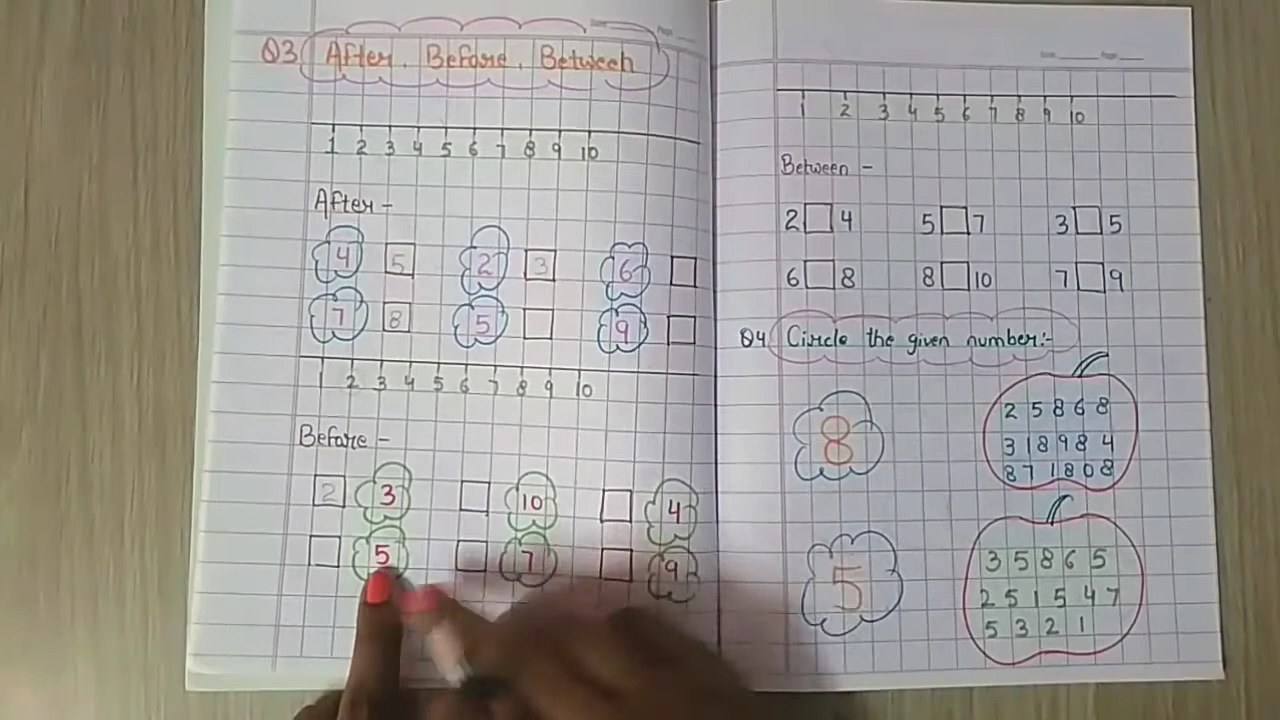 Q3 After, Before, Between
1 2 3 4 5 6 7 8 9 10
After -
4 5 2 3 6
7 8 5 9
1 2 3 4 5 6 7 8 9 10
Before -
2 3 10 4
5 7 9
1 2 3 4 5 6 7 8 9 10
Between -
2 4 5 7 3 5
6 8 8 10 7 9
Q4 Circle the given number:-
8
2 5 8 6 8
3 1 8 9 8 4
8 7 1 8 0 8
5
3 5 8 6 5
2 5 1 5 4 7
5 3 2 1